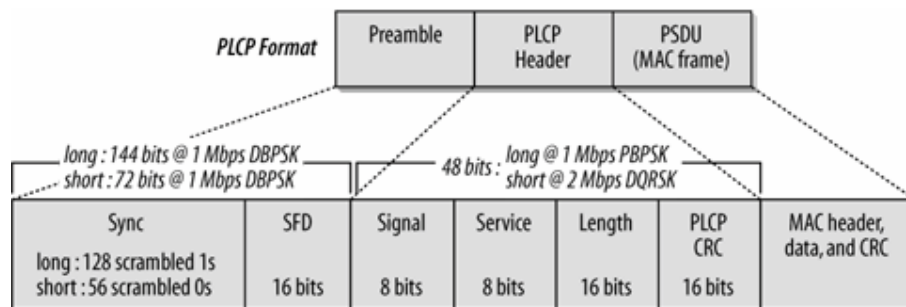 PLCP Format
Preamble
PLCP
Header
PSDU
(MAC frame)
long : 144 bits @ 1 Mbps DBPSK
short : 72 bits @ 1 Mbps DBPSK
48 bits :
long @ 1 Mbps PBPSK
short @ 2 Mbps DQRSK
Sync
long : 128 scrambled 1s
short : 56 scrambled 0s
SFD
16 bits
Signal
8 bits
Service
8 bits
Length
16 bits
PLCP
CRC
16 bits
MAC header,
data, and CRC